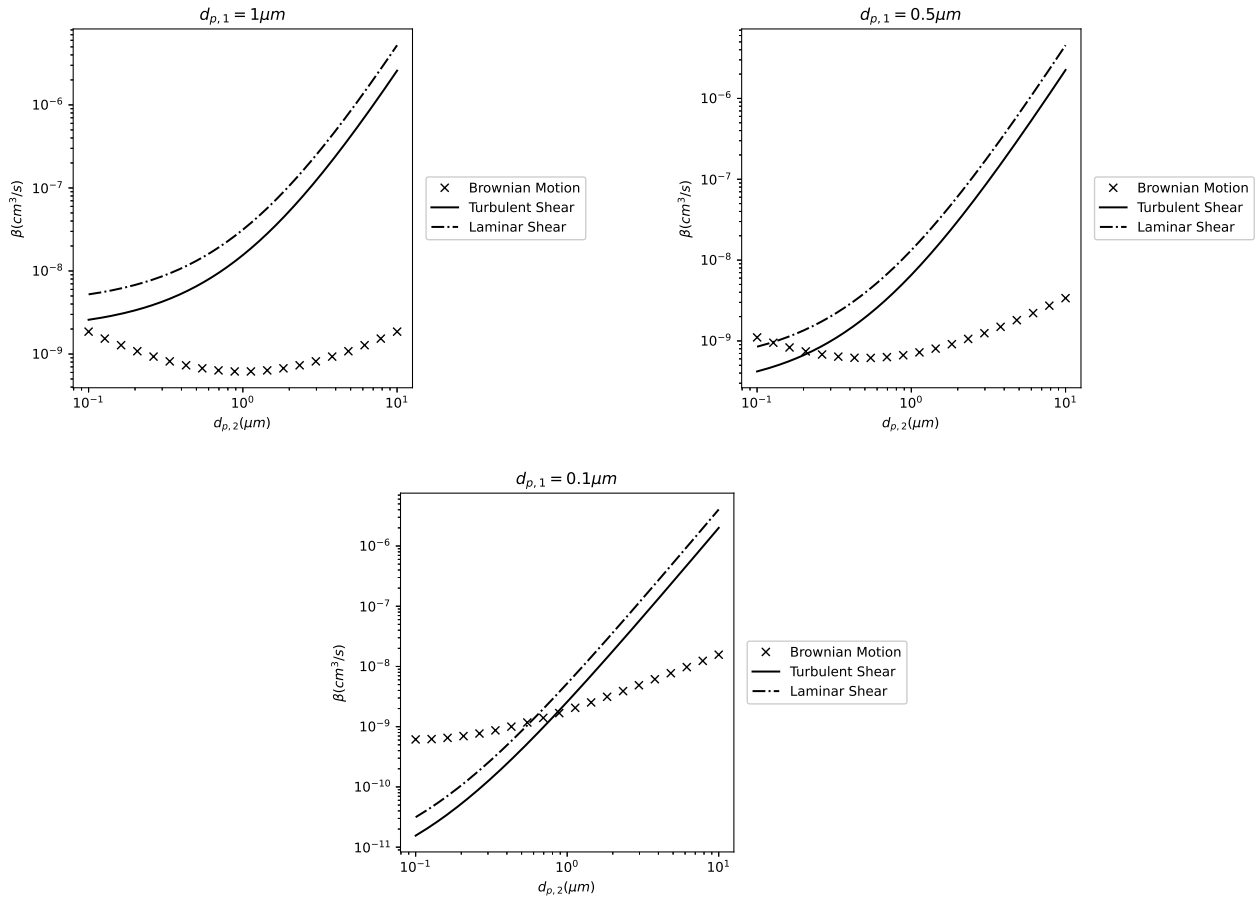 d_{p,1} = 1μm
10^{-6}
10^{-7}
10^{-8}
10^{-9}
β(cm^3/s)
10^{-1}
10^0
10^1
d_{p,2}(μm)
Brownian Motion
Turbulent Shear
Laminar Shear
d_{p,1} = 0.5μm
10^{-6}
10^{-7}
10^{-8}
10^{-9}
β(cm^3/s)
10^{-1}
10^0
10^1
d_{p,2}(μm)
Brownian Motion
Turbulent Shear
Laminar Shear
d_{p,1} = 0.1μm
10^{-6}
10^{-7}
10^{-8}
10^{-9}
10^{-10}
10^{-11}
β(cm^3/s)
10^{-1}
10^0
10^1
d_{p,2}(μm)
Brownian Motion
Turbulent Shear
Laminar Shear